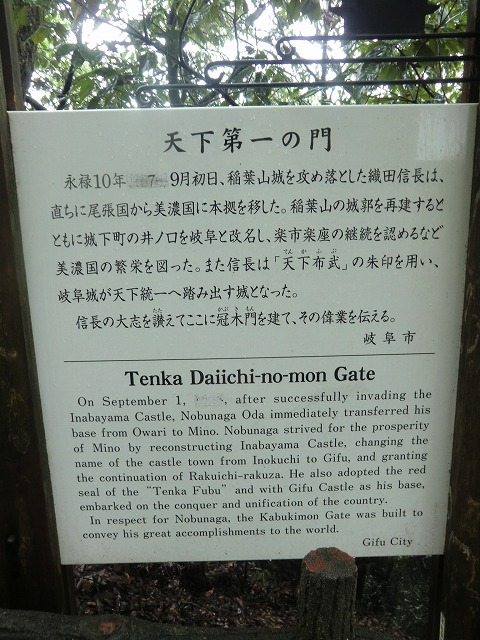 天下第一の門
永禄10年 7 9月初日、稲葉山城を攻め落とした織田信長は、
直ちに尾張国から美濃国に本拠を移した。稲葉山の城郭を再建すると
ともに城下町の井ノ口を岐阜と改名し、楽市楽座の継続を認めるなど
美濃国の繁栄を図った。また信長は「天下布武」の朱印を用い、
岐阜城が天下統一へ踏み出す城となった。
信長の大志を讃えてここに冠木門を建て、その偉業を伝える。
岐阜市
Tenka Daiichi-no-mon Gate
On September 1, , after successfully invading the
Inabayama Castle, Nobunaga Oda immediately transferred his
base from Owari to Mino. Nobunaga strived for the prosperity
of Mino by reconstructing Inabayama Castle, changing the
name of the castle town from Inokuchi to Gifu, and granting
the continuation of Rakuichi-rakuza. He also adopted the red
seal of the "Tenka Fubu" and with Gifu Castle as his base,
embarked on the conquer and unification of the country.
In respect for Nobunaga, the Kabukimon Gate was built to
convey his great accomplishments to the world.
Gifu City